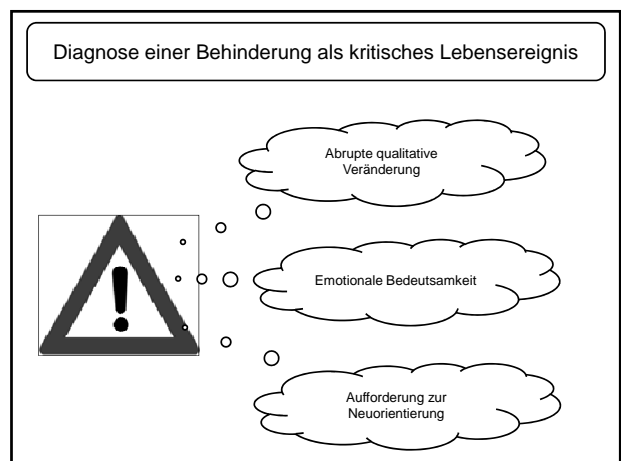 Diagnose einer Behinderung als kritisches Lebensereignis
Abrupte qualitative
Veränderung
Emotionale Bedeutsamkeit
Aufforderung zur
Neuorientierung